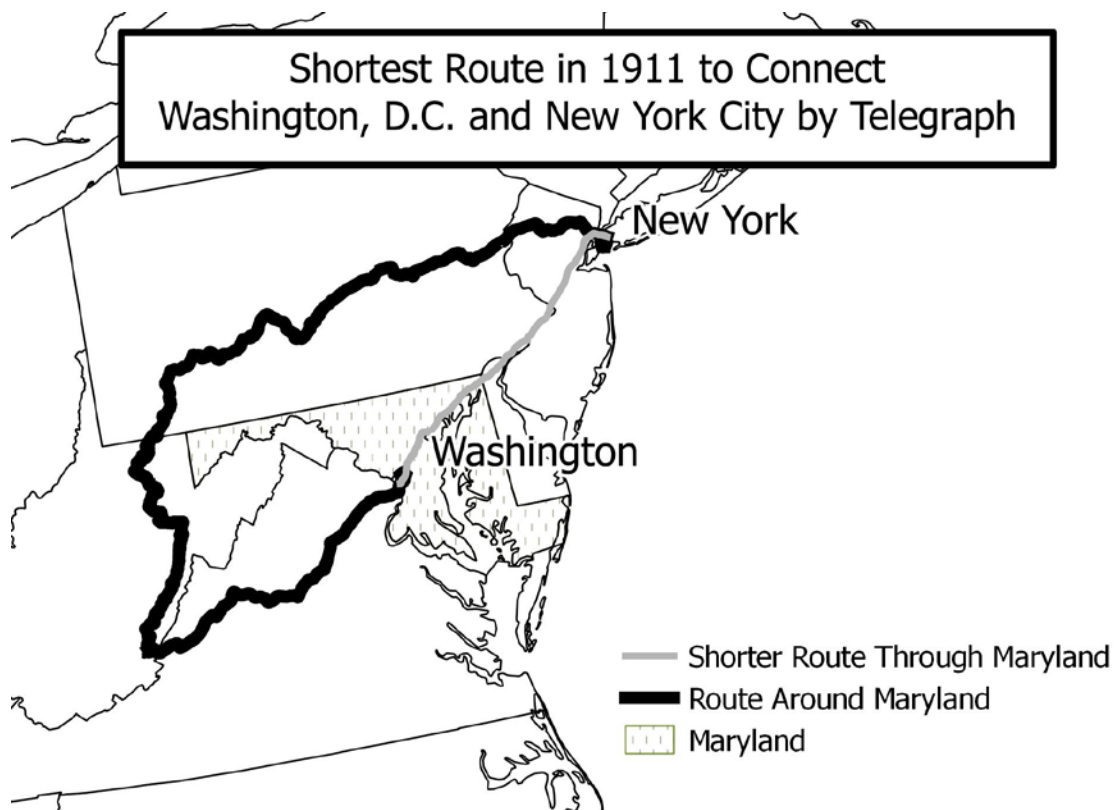 Shortest Route in 1911 to Connect
Washington, D.C. and New York City by Telegraph
New York
Washington
Shorter Route Through Maryland
Route Around Maryland
Maryland